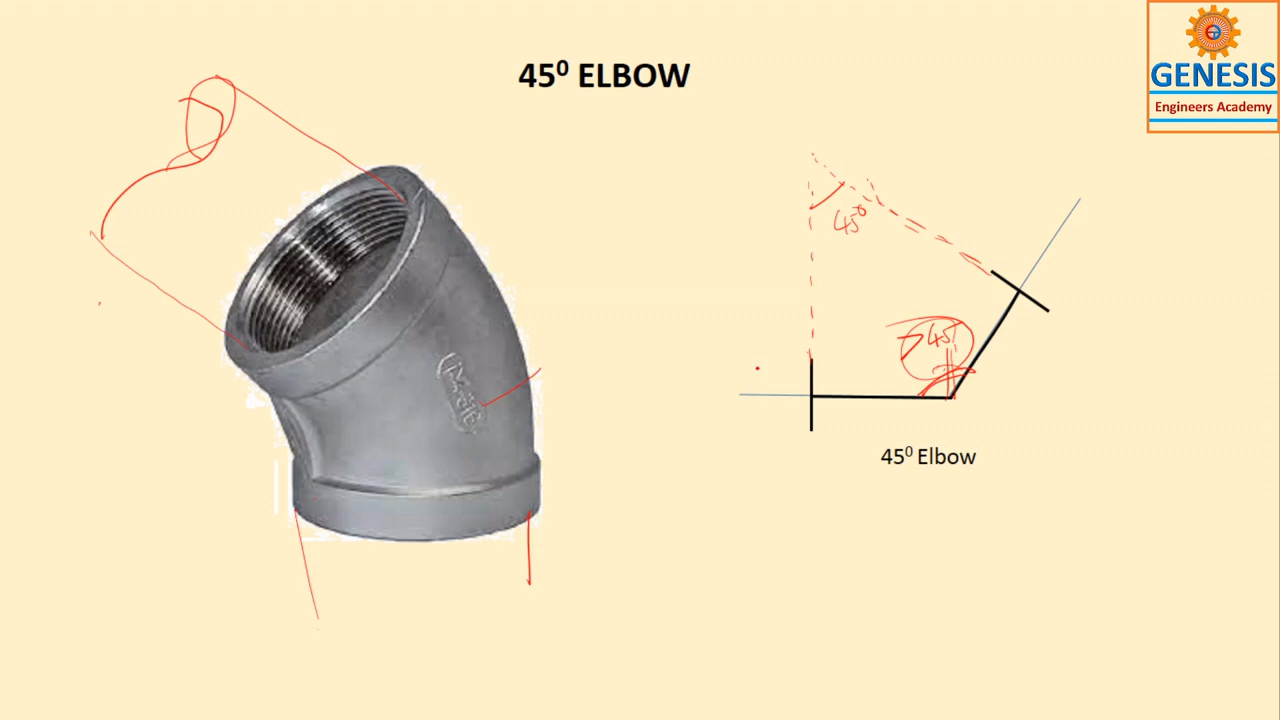 45⁰ ELBOW
GENESIS
Engineers Academy
45⁰
45⁰ Elbow